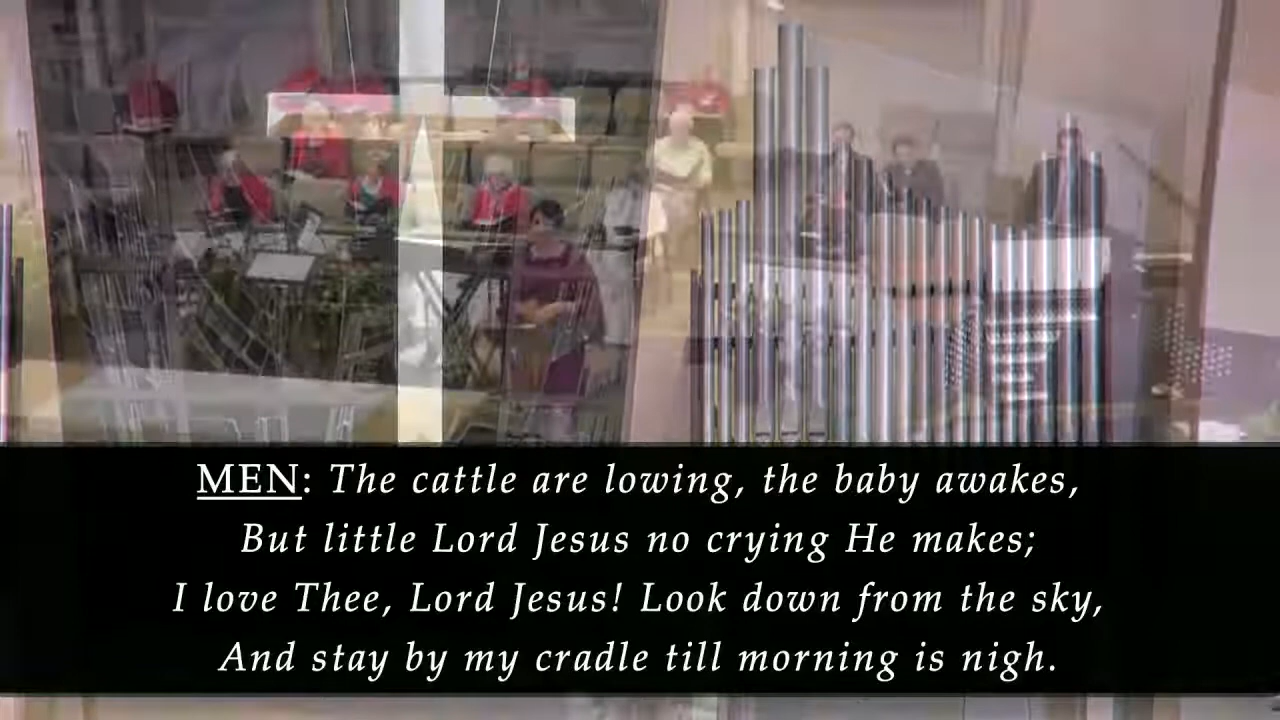 MEN: The cattle are lowing, the baby awakes,
But little Lord Jesus no crying He makes;
I love Thee, Lord Jesus! Look down from the sky,
And stay by my cradle till morning is nigh.